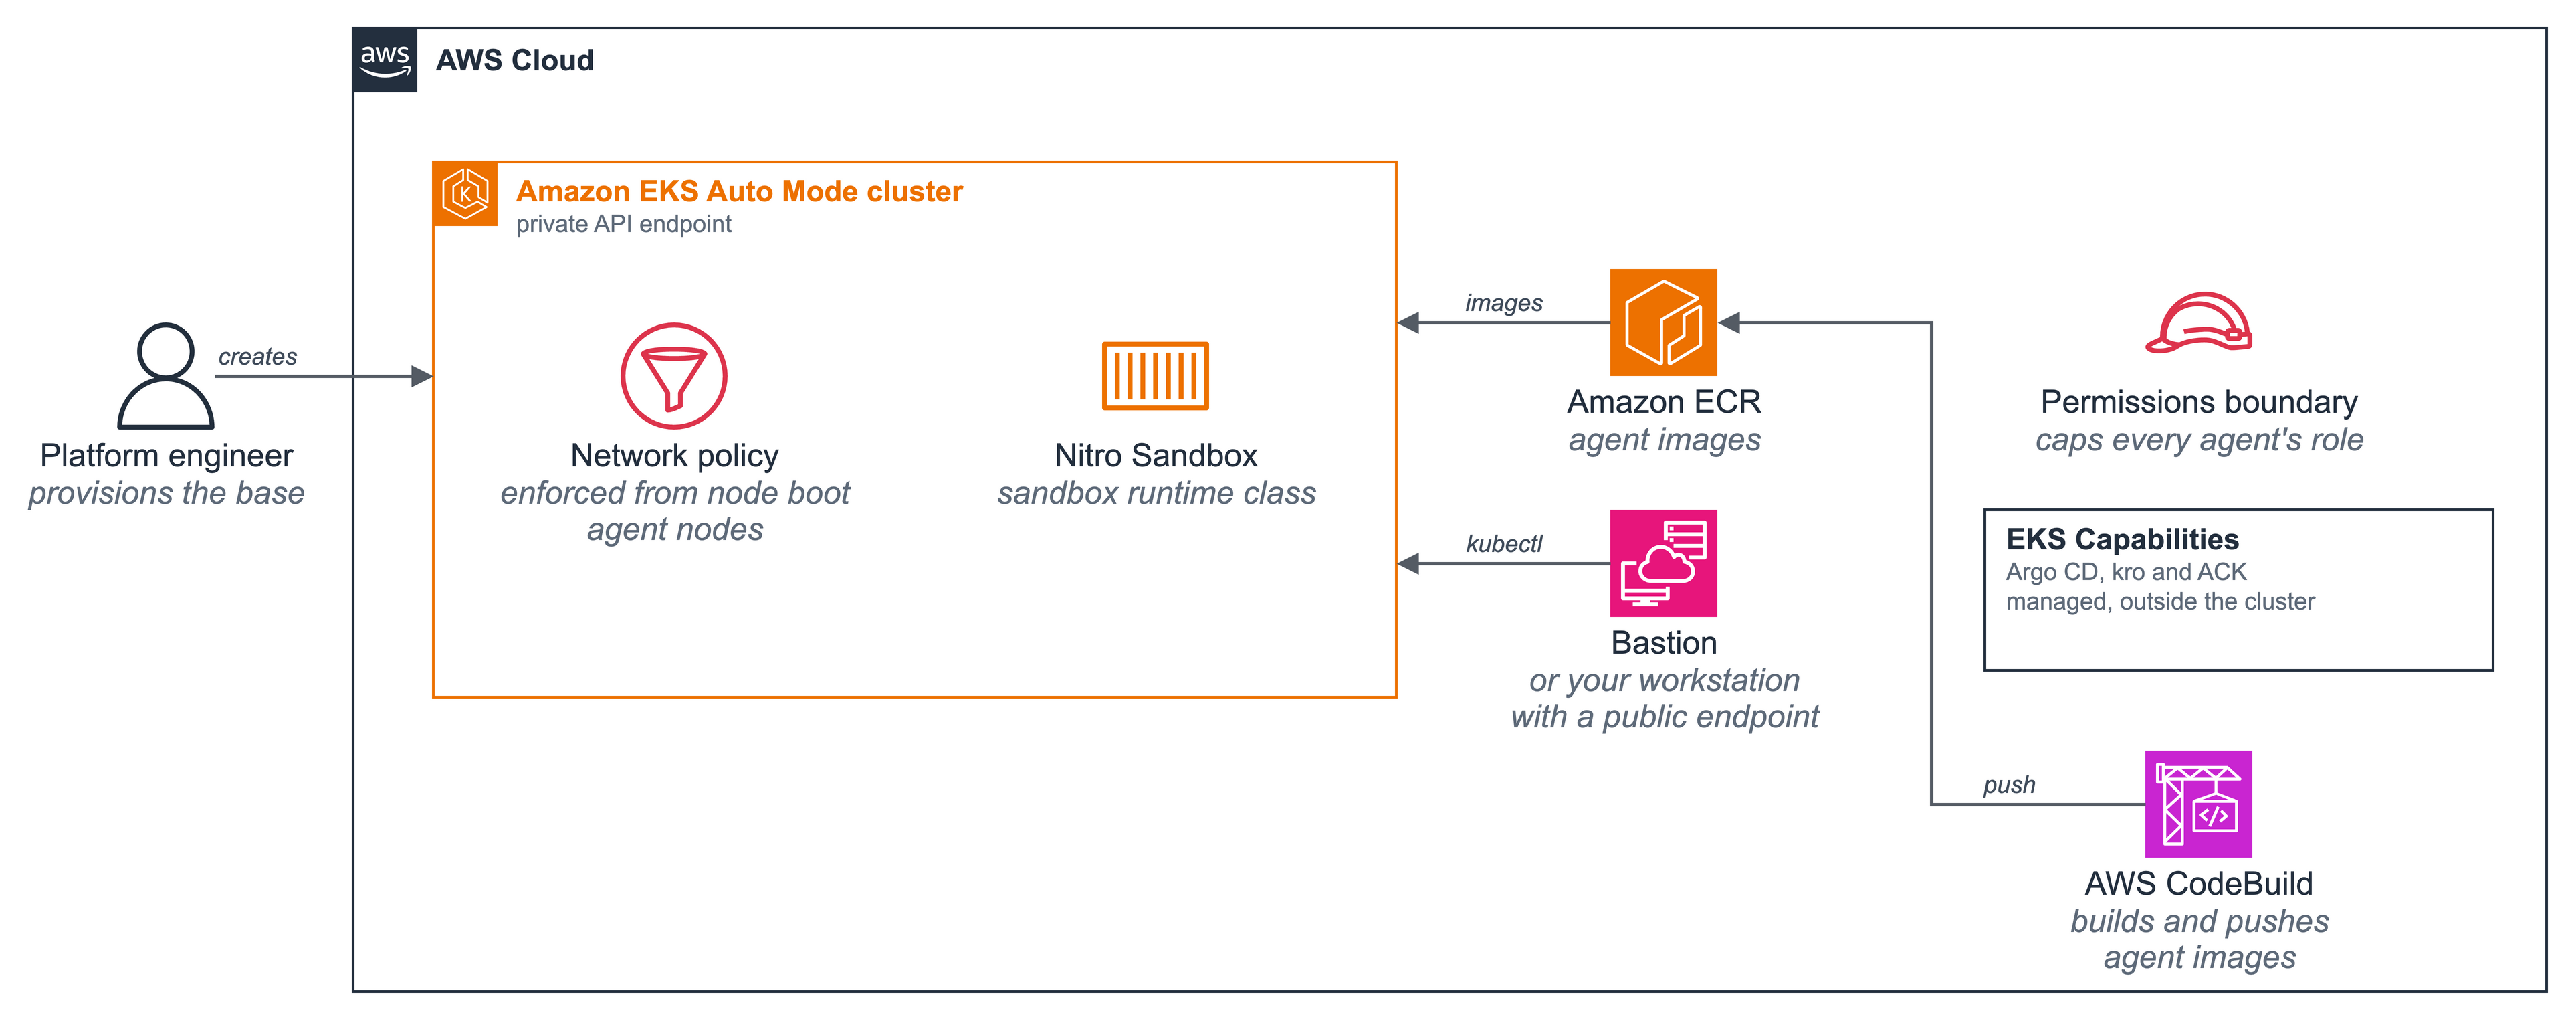 aws
AWS Cloud
Amazon EKS Auto Mode cluster
private API endpoint
K
creates
Platform engineer
provisions the base
Network policy
enforced from node boot
agent nodes
Nitro Sandbox
sandbox runtime class
images
Amazon ECR
agent images
kubectl
Bastion
or your workstation
with a public endpoint
Permissions boundary
caps every agent's role
EKS Capabilities
Argo CD, kro and ACK
managed, outside the cluster
push
</>
AWS CodeBuild
builds and pushes
agent images